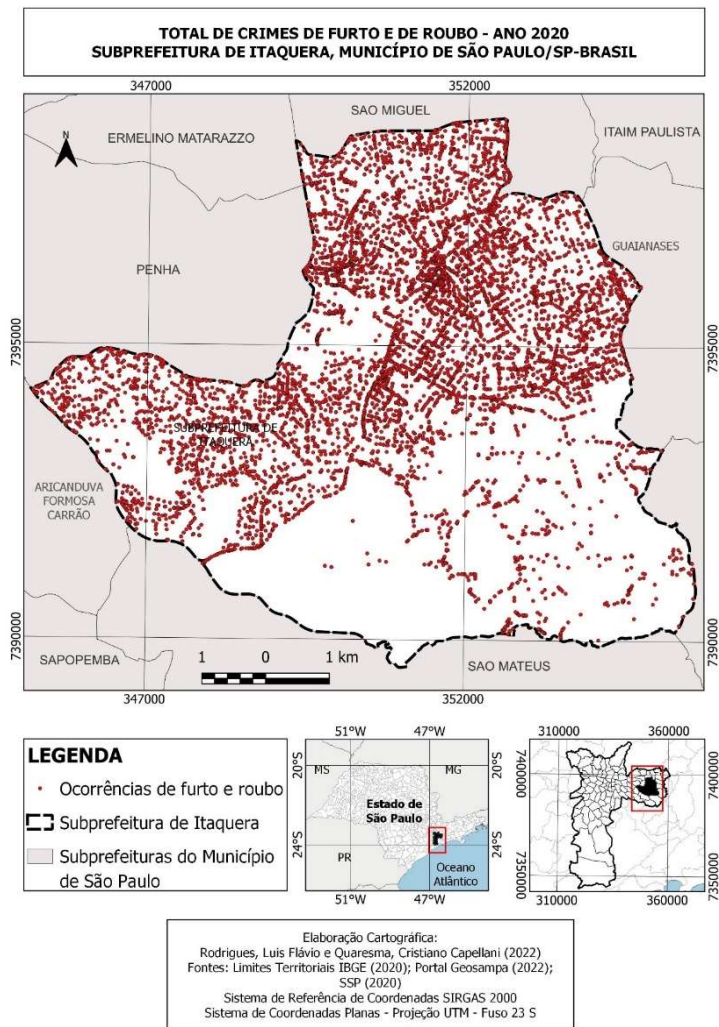 TOTAL DE CRIMES DE FURTO E DE ROUBO - ANO 2020
SUBPREFEITURA DE ITAQUERA, MUNICÍPIO DE SÃO PAULO/SP-BRASIL
347000
352000
SAO MIGUEL
ERMELINO MATARAZZO
ITAIM PAULISTA
N
GUAIANASES
PENHA
7395000
7395000
SUBPREFEITURA DE
ITAQUERA
ARICANDUVA
FORMOSA
CARRÃO
7390000
7390000
SAPOPEMBA
1 0 1 km
SAO MATEUS
347000
352000
LEGENDA
Ocorrências de furto e roubo
Subprefeitura de Itaquera
Subprefeituras do Município
de São Paulo
51°W 47°W
20°S
20°S
MS
MG
Estado de
São Paulo
24°S
24°S
PR
Oceano
Atlântico
51°W 47°W
310000 360000
7400000
7400000
7350000
7350000
310000 360000
Elaboração Cartográfica:
Rodrigues, Luis Flávio e Quaresma, Cristiano Capellani (2022)
Fontes: Limites Territoriais IBGE (2020); Portal Geosampa (2022);
SSP (2020)
Sistema de Referência de Coordenadas SIRGAS 2000
Sistema de Coordenadas Planas - Projeção UTM - Fuso 23 S